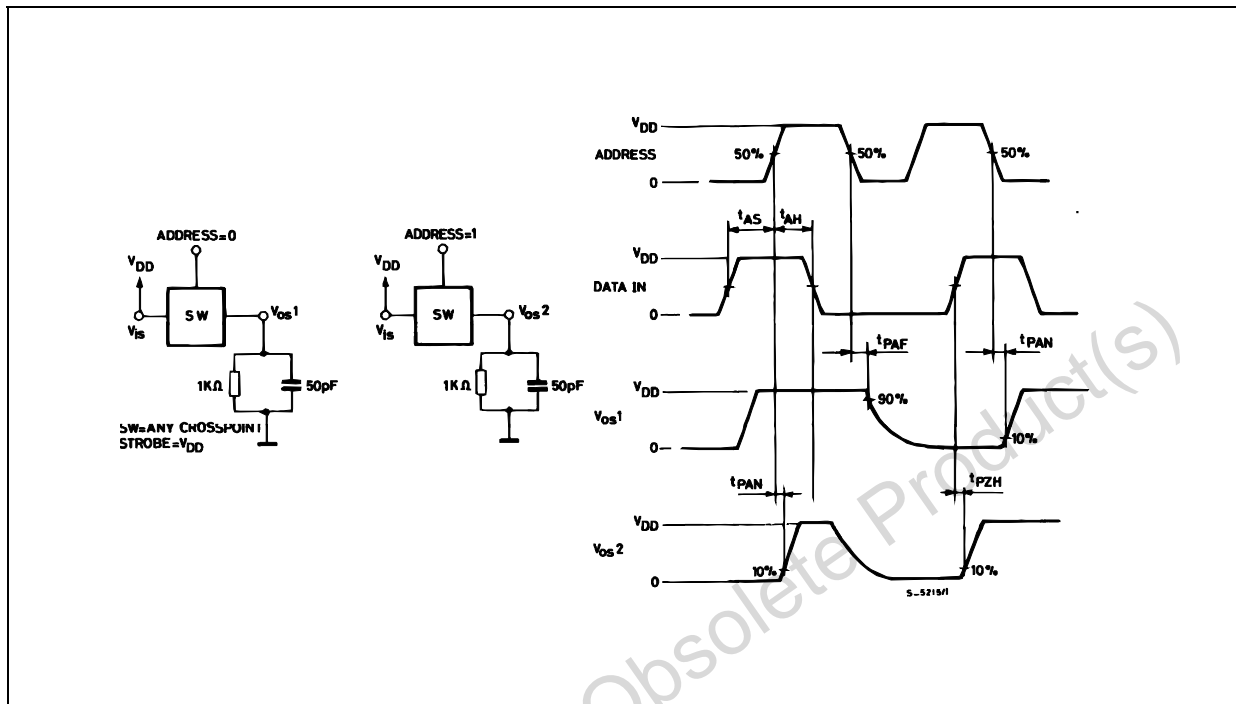 ADDRESS=0
VDD
SW
Vis
Vos1
1KΩ
50pF
SW=ANY CROSSPOINT
STROBE=VDD
ADDRESS=1
VDD
SW
Vis
Vos2
1KΩ
50pF
VDD
ADDRESS
50%
50%
50%
0
tAS
tAH
VDD
DATA IN
0
tPAF
tPAN
VDD
90%
Vos1
10%
0
tPAN
tPZH
VDD
Vos2
10%
10%
0
S-5215/1
Obsolete Product(s)